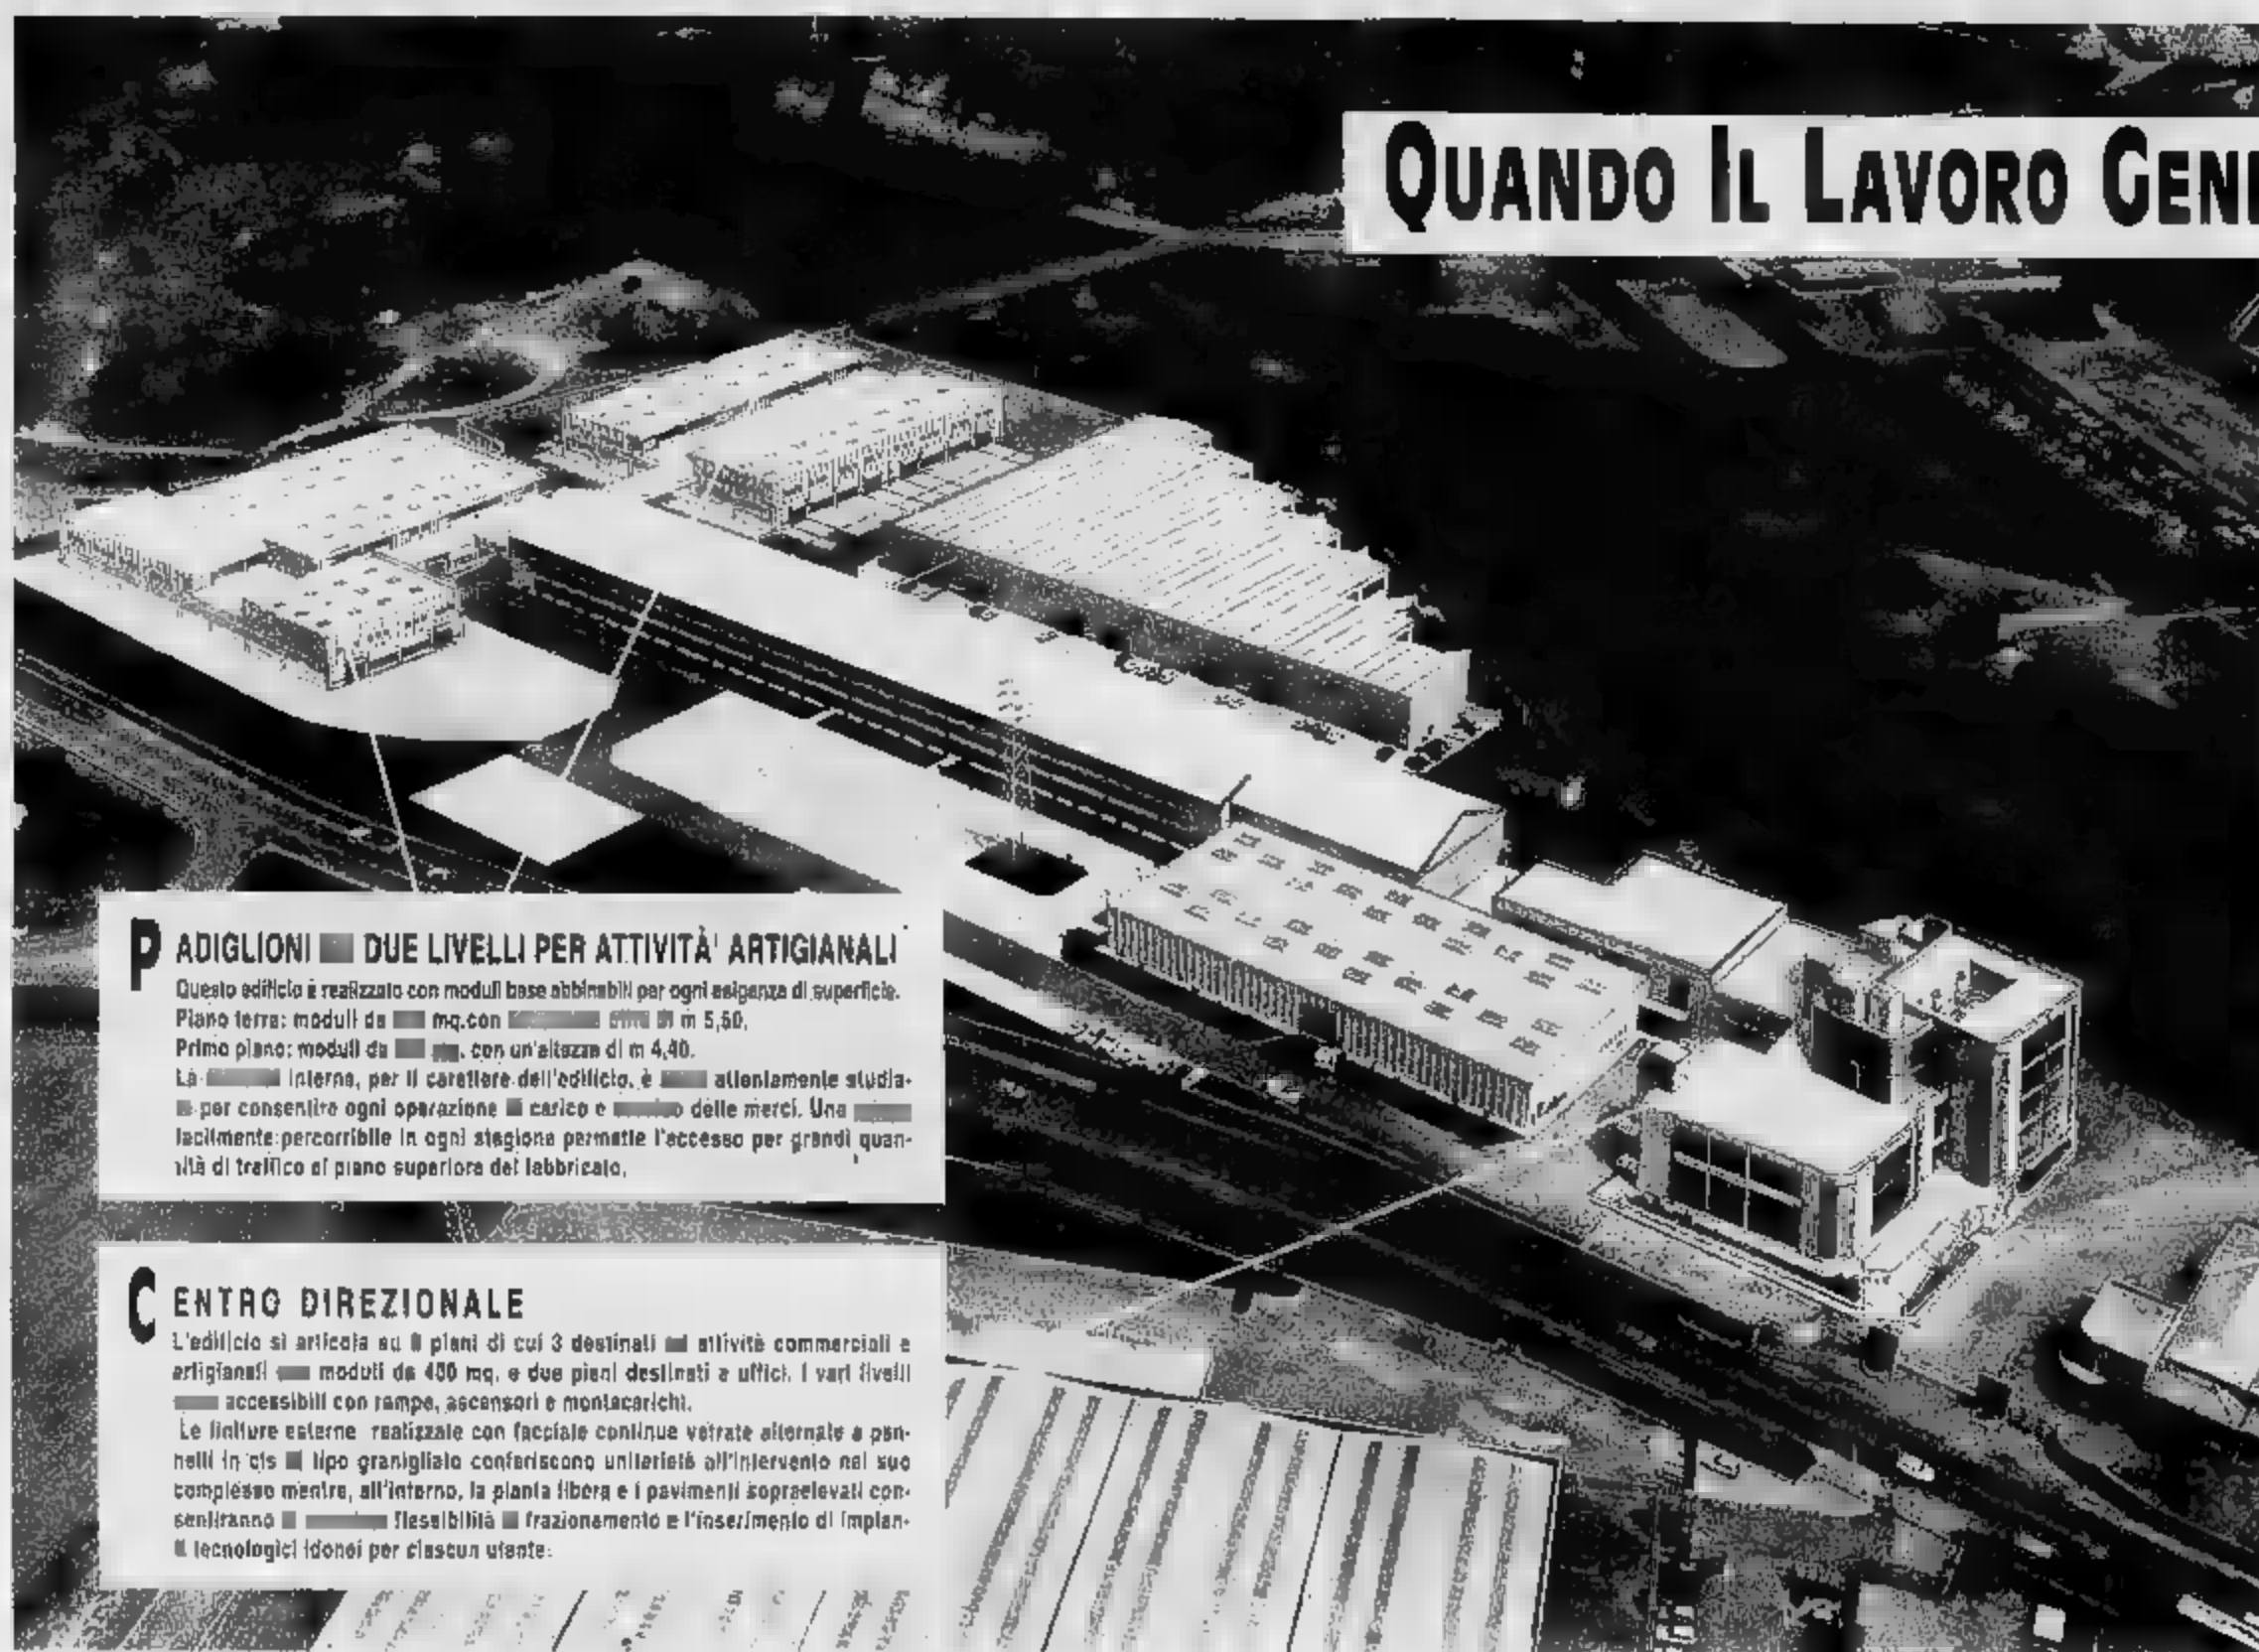 QUANDO IL LAVORO GEN
PADIGLIONI DUE LIVELLI PER ATTIVITÀ' ARTIGIANALI
Questo edificio è realizzato con moduli base abbinabili per ogni esigenza di superficie.
Piano terra: moduli da mq. con m 5,50.
Primo piano: moduli da con un'altezza di m 4,40.
La interna, per il carattere dell'edificio, è attentamente studia-
per consentire ogni operazione carico e delle merci. Una
facilmente percorribile in ogni stagione permette l'accesso per grandi quan-
tità di traffico al piano superiore del fabbricato.
CENTRO DIREZIONALE
L'edificio si articola su piani di cui 3 destinati attività commerciali e
artigianali moduli da 400 mq. e due piani destinati a uffici. I vari livelli
accessibili con rampe, ascensori e montacarichi.
Le finiture esterne realizzate con facciate continue vetrate alternate a pan-
nelli in cls tipo granigliato conferiscono unitarietà all'intervento nel suo
complesso mentre, all'interno, la pianta libera e i pavimenti sopraelevati con-
sentiranno flessibilità frazionamento e l'inserimento di impian-
tecnologici idonei per ciascun utente.